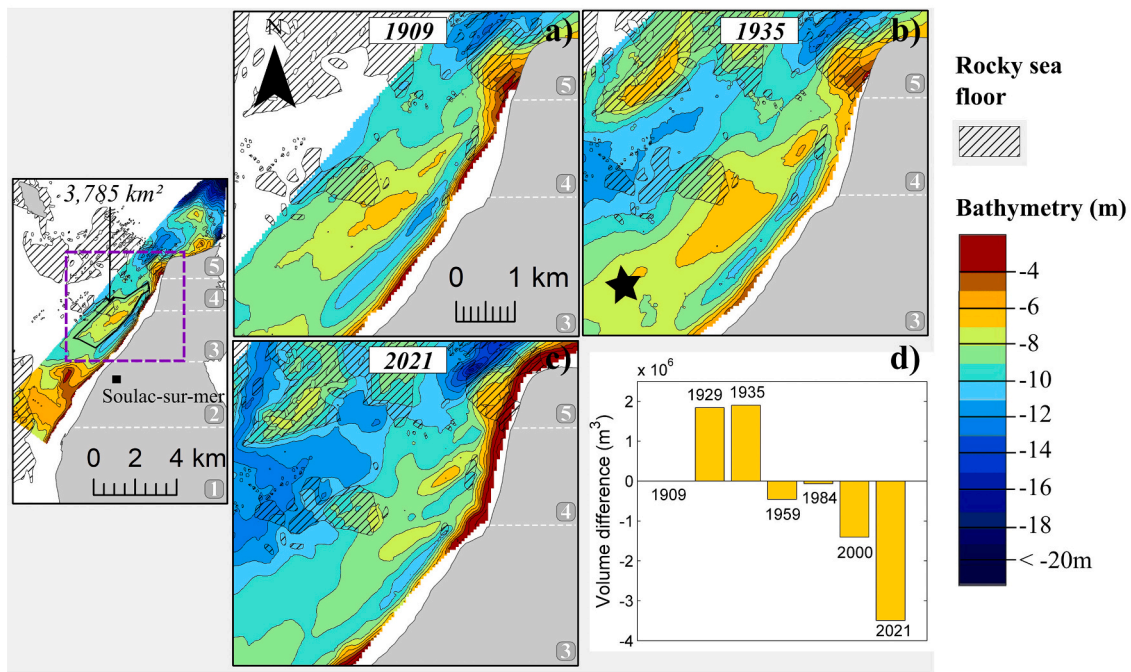 3,785 km²
5
4
3
2
1
Soulac-sur-mer
0 2 4 km
N
1909
a)
5
4
3
0 1 km
1935
b)
5
4
3
2021
c)
5
4
3
d)
x 10⁶
Volume difference (m³)
2
1
0
-1
-2
-3
-4
1909
1929
1935
1959
1984
2000
2021
Rocky sea
floor
Bathymetry (m)
-4
-6
-8
-10
-12
-14
-16
-18
< -20m